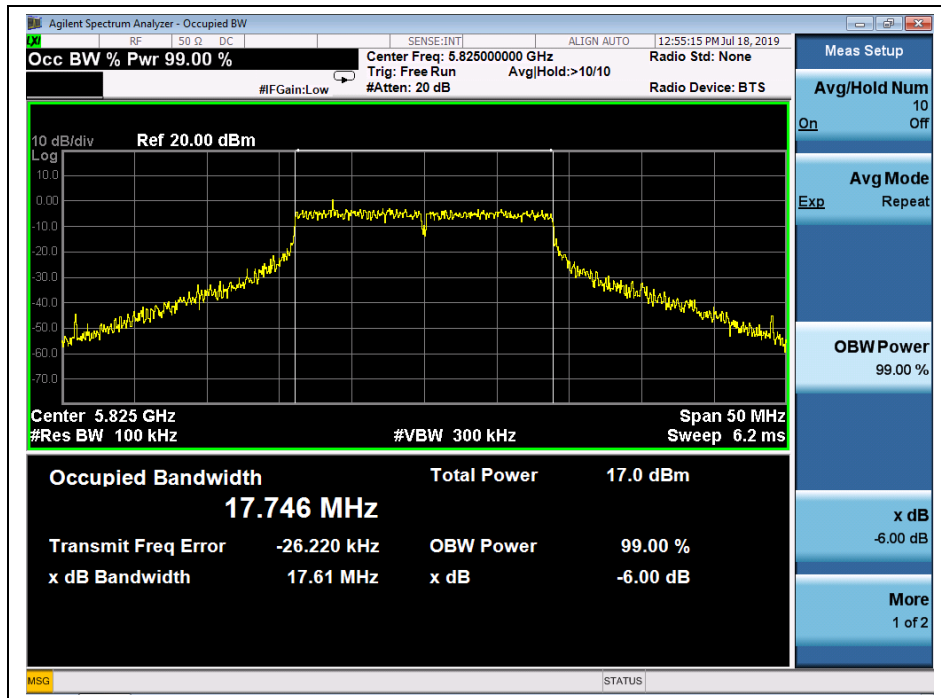 Agilent Spectrum Analyzer - Occupied BW
LXI RF 50 Ω DC SENSE:INT ALIGN AUTO 12:55:15 PM Jul 18, 2019
Occ BW % Pwr 99.00 % Center Freq: 5.825000000 GHz Radio Std: None
Trig: Free Run Avg|Hold:>10/10
#IFGain:Low #Atten: 20 dB Radio Device: BTS
10 dB/div Ref 20.00 dBm
Log
10.0
0.00
-10.0
-20.0
-30.0
-40.0
-50.0
-60.0
-70.0
Center 5.825 GHz Span 50 MHz
#Res BW 100 kHz #VBW 300 kHz Sweep 6.2 ms
Occupied Bandwidth Total Power 17.0 dBm
17.746 MHz
Transmit Freq Error -26.220 kHz OBW Power 99.00 %
x dB Bandwidth 17.61 MHz x dB -6.00 dB
Meas Setup
Avg/Hold Num
10
On Off
Avg Mode
Exp Repeat
OBW Power
99.00 %
x dB
-6.00 dB
More
1 of 2
MSG STATUS